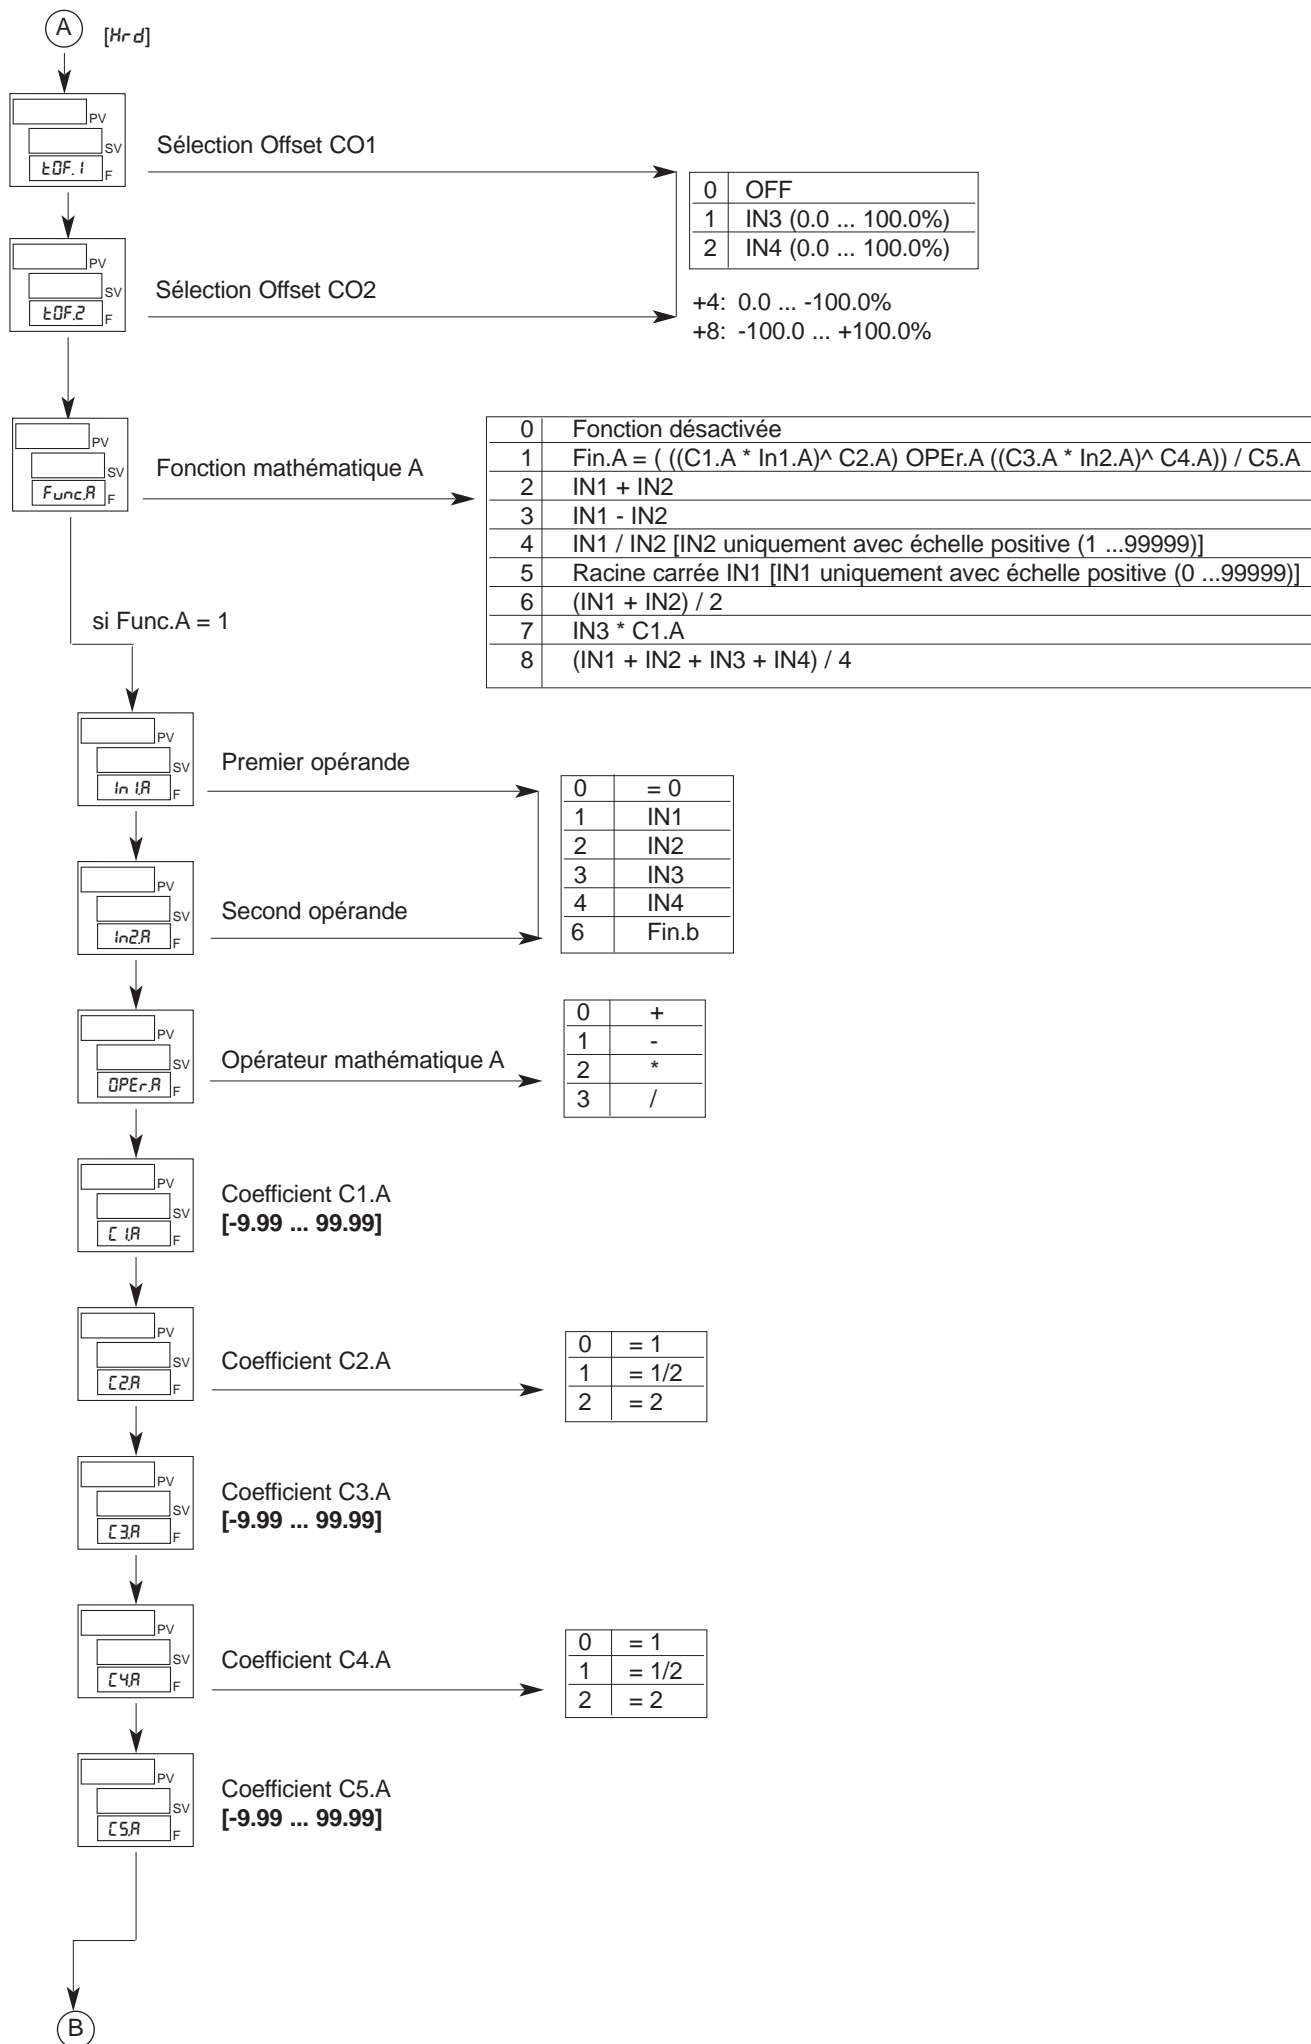 A [Hrd]
PV
SV
tOF.1 F
Sélection Offset CO1
0 OFF
1 IN3 (0.0 ... 100.0%)
2 IN4 (0.0 ... 100.0%)
PV
SV
tOF.2 F
Sélection Offset CO2
+4: 0.0 ... -100.0%
+8: -100.0 ... +100.0%
PV
SV
Func.A F
Fonction mathématique A
0 Fonction désactivée
1 Fin.A = ( ((C1.A * In1.A)^ C2.A) OPEr.A ((C3.A * In2.A)^ C4.A)) / C5.A
2 IN1 + IN2
3 IN1 - IN2
4 IN1 / IN2 [IN2 uniquement avec échelle positive (1 ...99999)]
5 Racine carrée IN1 [IN1 uniquement avec échelle positive (0 ...99999)]
6 (IN1 + IN2) / 2
7 IN3 * C1.A
8 (IN1 + IN2 + IN3 + IN4) / 4
si Func.A = 1
PV
SV
In1.A F
Premier opérande
0 = 0
1 IN1
2 IN2
3 IN3
4 IN4
6 Fin.b
PV
SV
In2.A F
Second opérande
PV
SV
OPEr.A F
Opérateur mathématique A
0 +
1 -
2 *
3 /
PV
SV
C1.A F
Coefficient C1.A
[-9.99 ... 99.99]
PV
SV
C2.A F
Coefficient C2.A
0 = 1
1 = 1/2
2 = 2
PV
SV
C3.A F
Coefficient C3.A
[-9.99 ... 99.99]
PV
SV
C4.A F
Coefficient C4.A
0 = 1
1 = 1/2
2 = 2
PV
SV
C5.A F
Coefficient C5.A
[-9.99 ... 99.99]
B